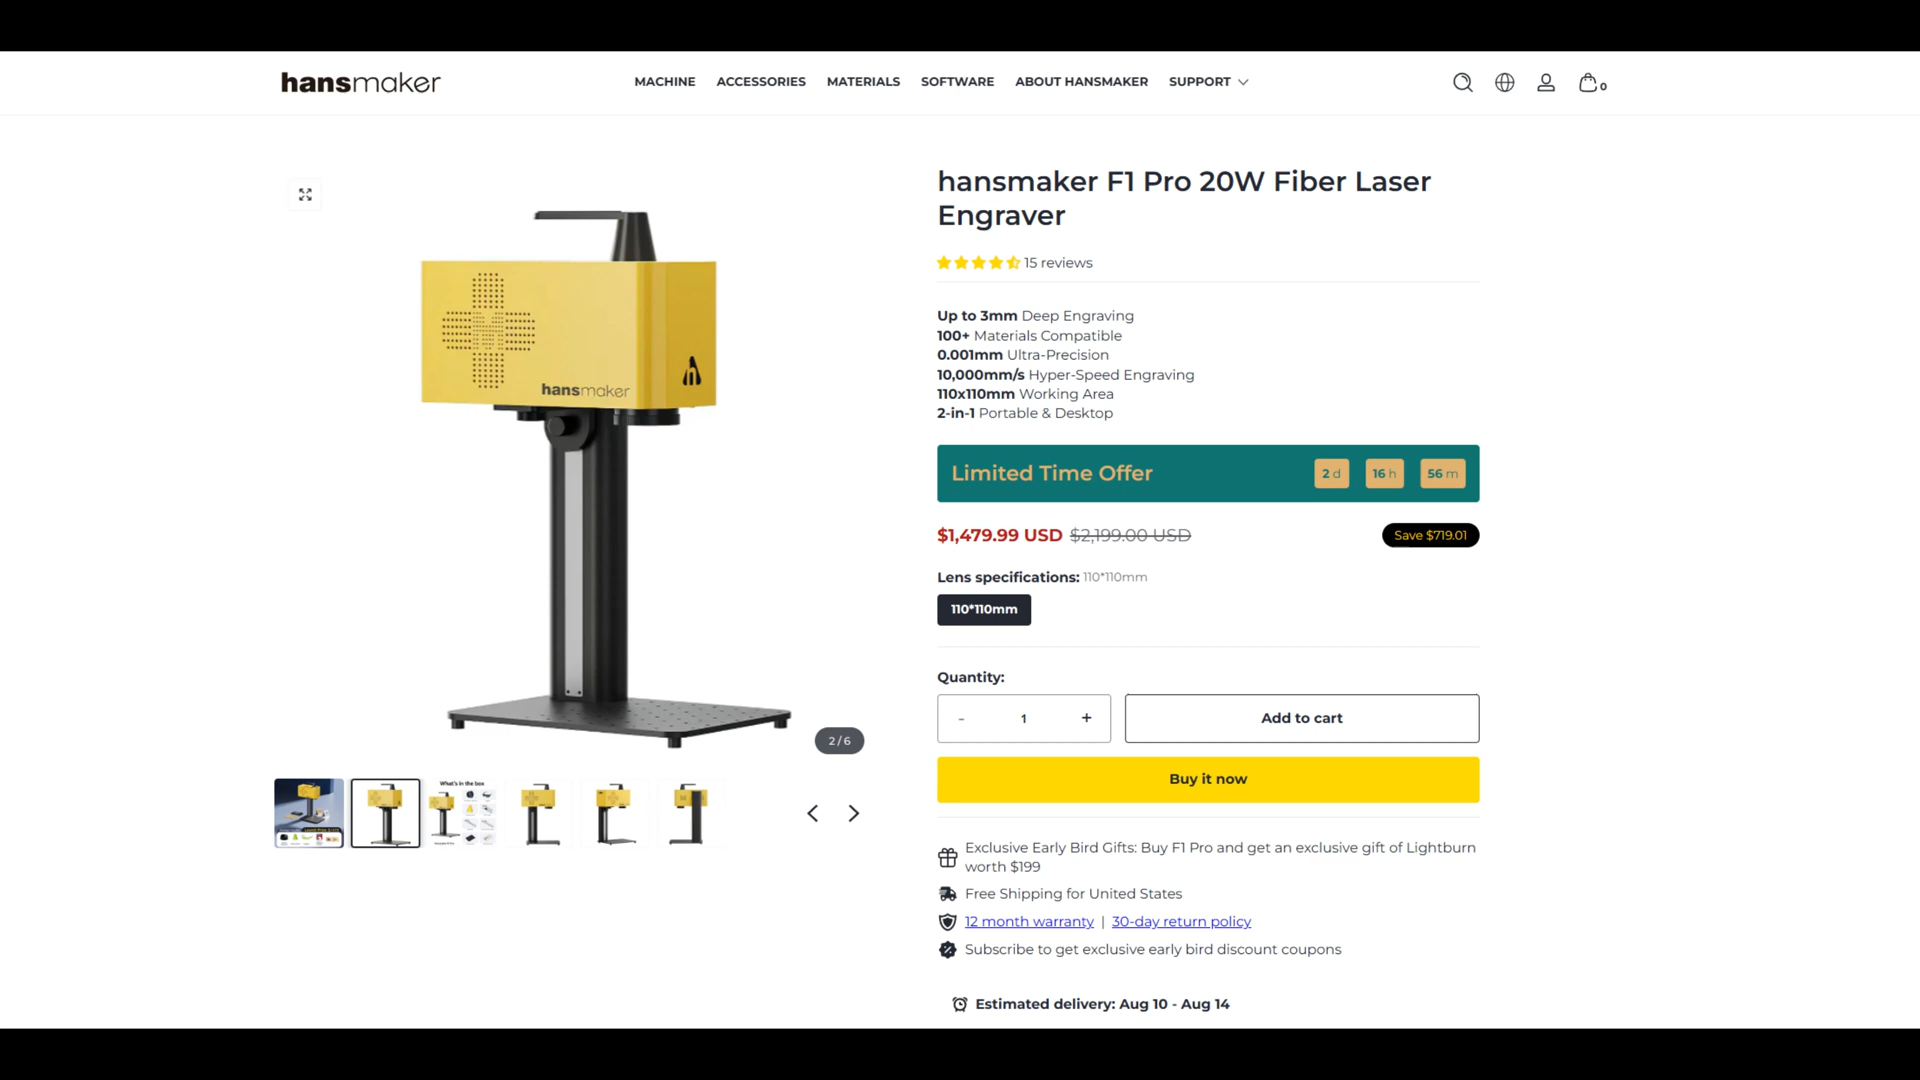 hansmaker
MACHINE ACCESSORIES MATERIALS SOFTWARE ABOUT HANSMAKER SUPPORT
0
hansmaker F1 Pro 20W Fiber Laser
Engraver
15 reviews
Up to 3mm Deep Engraving
100+ Materials Compatible
0.001mm Ultra-Precision
10,000mm/s Hyper-Speed Engraving
110x110mm Working Area
2-in-1 Portable & Desktop
hansmaker
Limited Time Offer 2 d 16 h 56 m
$1,479.99 USD $2,199.00 USD Save $719.01
Lens specifications: 110*110mm
110*110mm
Quantity:
- 1 + Add to cart
2 / 6
Buy it now
What's in the box
Exclusive Early Bird Gifts: Buy F1 Pro and get an exclusive gift of Lightburn
worth $199
Free Shipping for United States
12 month warranty | 30-day return policy
Subscribe to get exclusive early bird discount coupons
Estimated delivery: Aug 10 - Aug 14